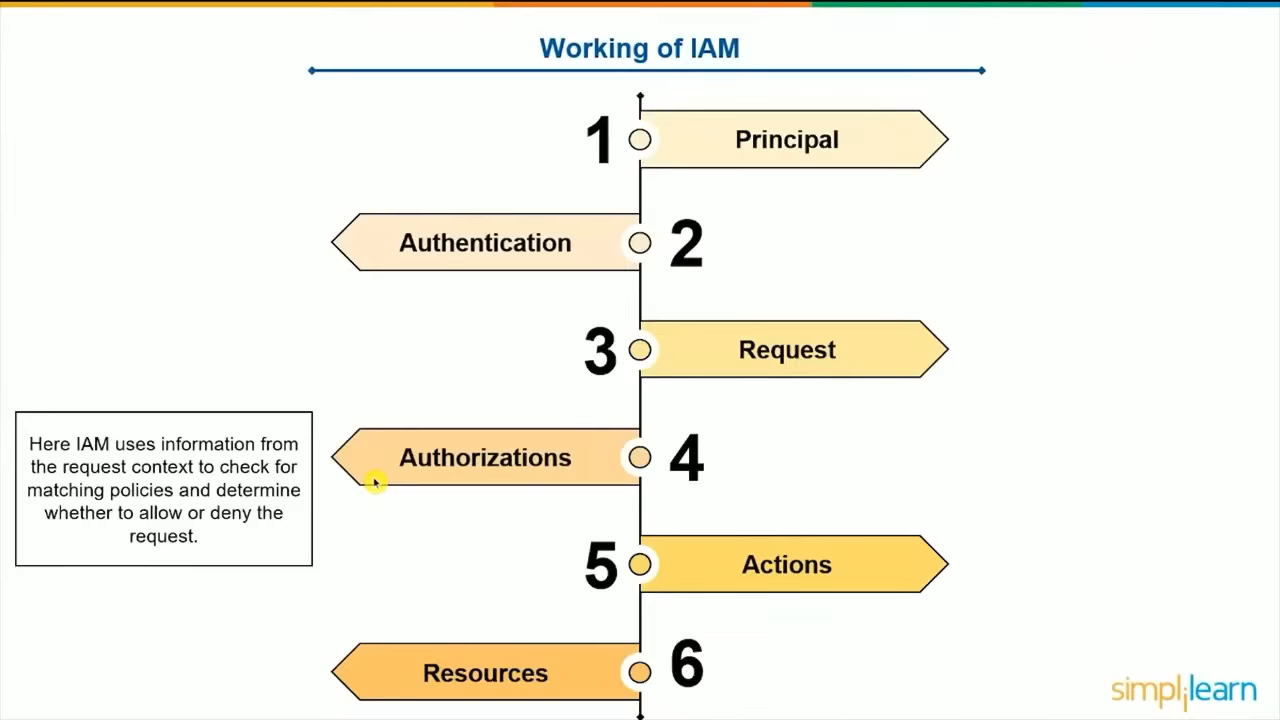 Working of IAM
1
Principal
Authentication
2
3
Request
Authorizations
4
Here IAM uses information from
the request context to check for
matching policies and determine
whether to allow or deny the
request.
5
Actions
Resources
6
simplilearn